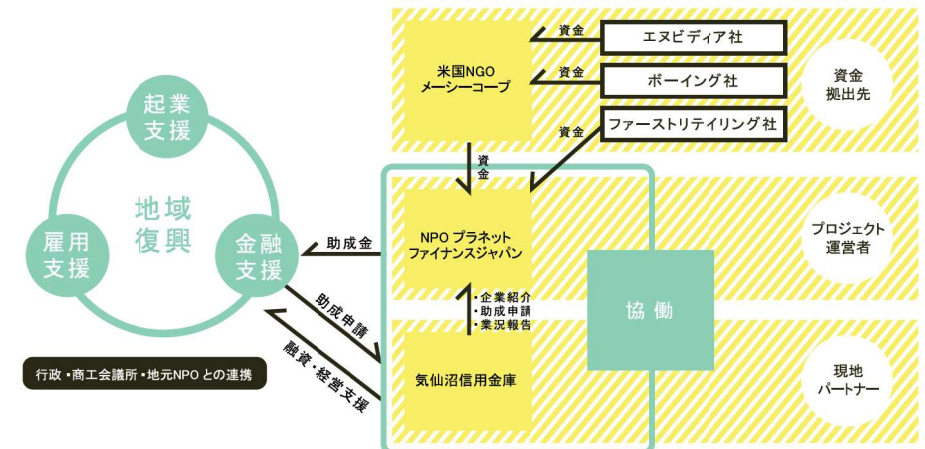 起業
支援
地域
復興
雇用
支援
金融
支援
行政・商工会議所・地元NPOとの連携
助成金
助成申請
融資・経営支援
米国NGO
メーシーコープ
資金
エヌビディア社
資金
ボーイング社
資金
ファーストリテイリング社
資金
拠出先
資
金
NPO プラネット
ファイナンスジャパン
プロジェクト
運営者
・企業紹介
・助成申請
・業況報告
協働
気仙沼信用金庫
現地
パートナー